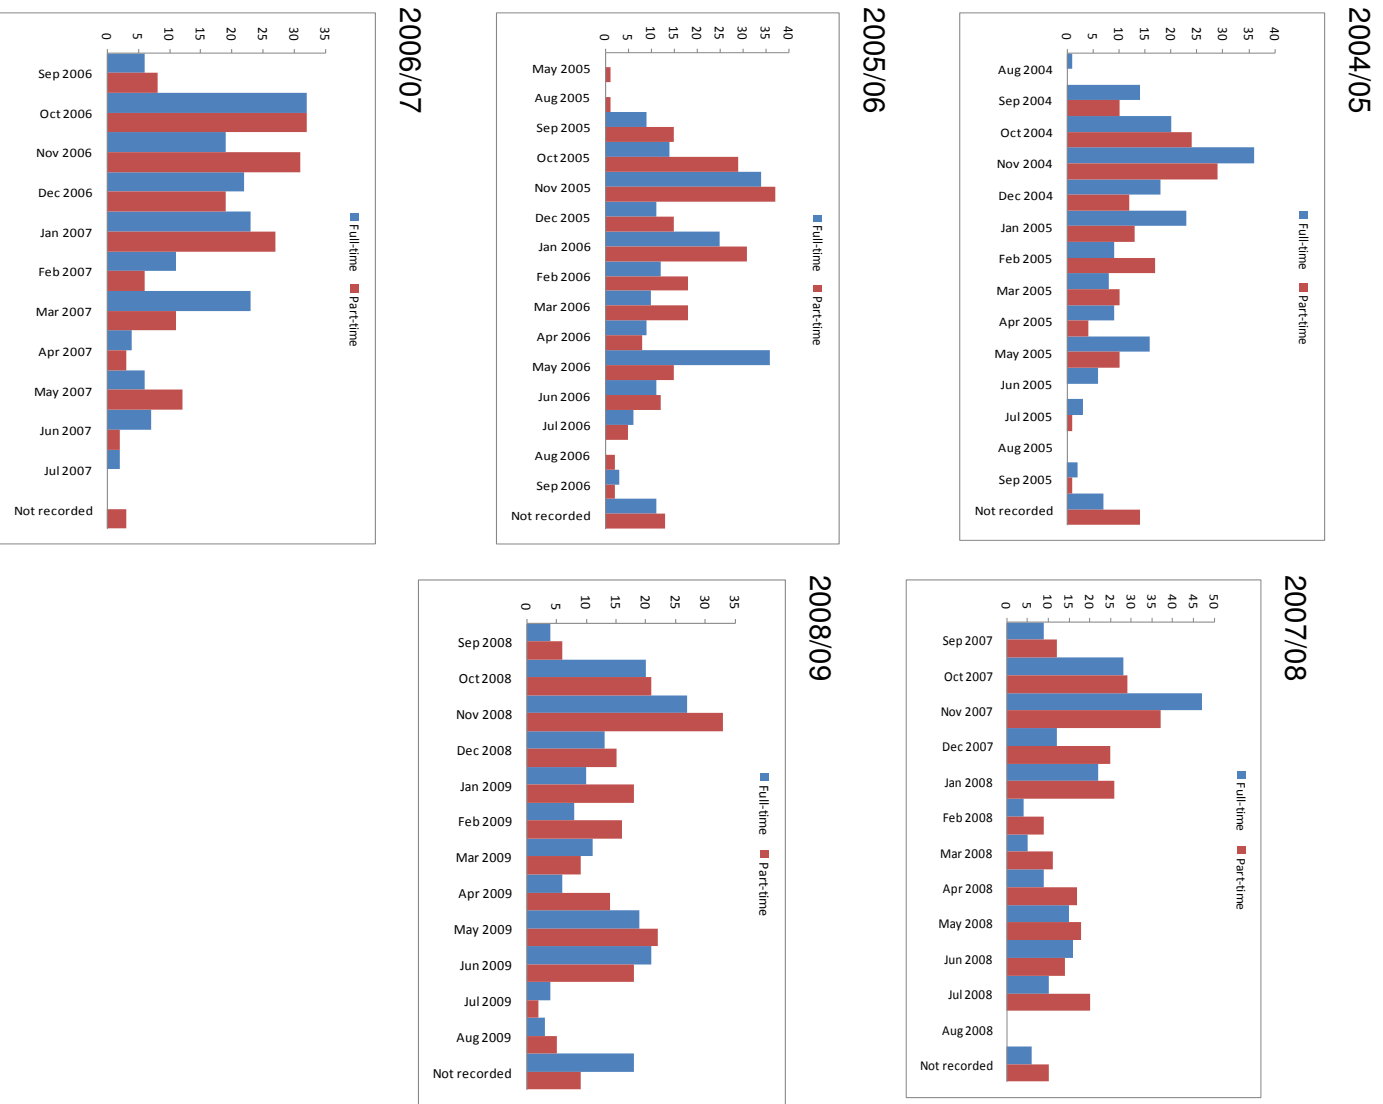 2004/05
40
35
30
25
20
15
10
5
0
Aug 2004
Sep 2004
Oct 2004
Nov 2004
Dec 2004
Jan 2005
Feb 2005
Mar 2005
Apr 2005
May 2005
Jun 2005
Jul 2005
Aug 2005
Sep 2005
Not recorded
Full-time Part-time
2005/06
40
35
30
25
20
15
10
5
0
May 2005
Aug 2005
Sep 2005
Oct 2005
Nov 2005
Dec 2005
Jan 2006
Feb 2006
Mar 2006
Apr 2006
May 2006
Jun 2006
Jul 2006
Aug 2006
Sep 2006
Not recorded
Full-time Part-time
2006/07
35
30
25
20
15
10
5
0
Sep 2006
Oct 2006
Nov 2006
Dec 2006
Jan 2007
Feb 2007
Mar 2007
Apr 2007
May 2007
Jun 2007
Jul 2007
Not recorded
Full-time Part-time
2007/08
50
45
40
35
30
25
20
15
10
5
0
Sep 2007
Oct 2007
Nov 2007
Dec 2007
Jan 2008
Feb 2008
Mar 2008
Apr 2008
May 2008
Jun 2008
Jul 2008
Aug 2008
Not recorded
Full-time Part-time
2008/09
35
30
25
20
15
10
5
0
Sep 2008
Oct 2008
Nov 2008
Dec 2008
Jan 2009
Feb 2009
Mar 2009
Apr 2009
May 2009
Jun 2009
Jul 2009
Aug 2009
Not recorded
Full-time Part-time